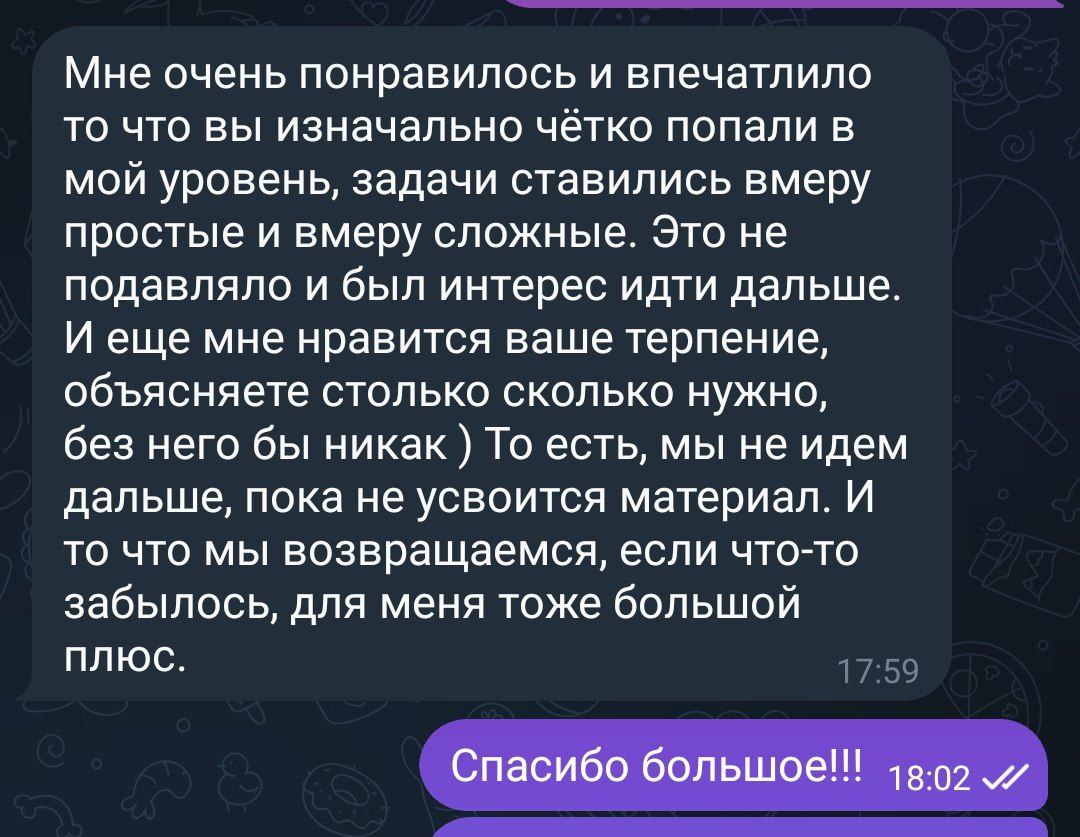 Мне очень понравилось и впечатлило
то что вы изначально чётко попали в
мой уровень, задачи ставились вмеру
простые и вмеру сложные. Это не
подавляло и был интерес идти дальше.
И еще мне нравится ваше терпение,
объясняете столько сколько нужно,
без него бы никак ) То есть, мы не идем
дальше, пока не усвоится материал. И
то что мы возвращаемся, если что-то
забылось, для меня тоже большой
плюс.
17:59
Спасибо большое!!! 18:02